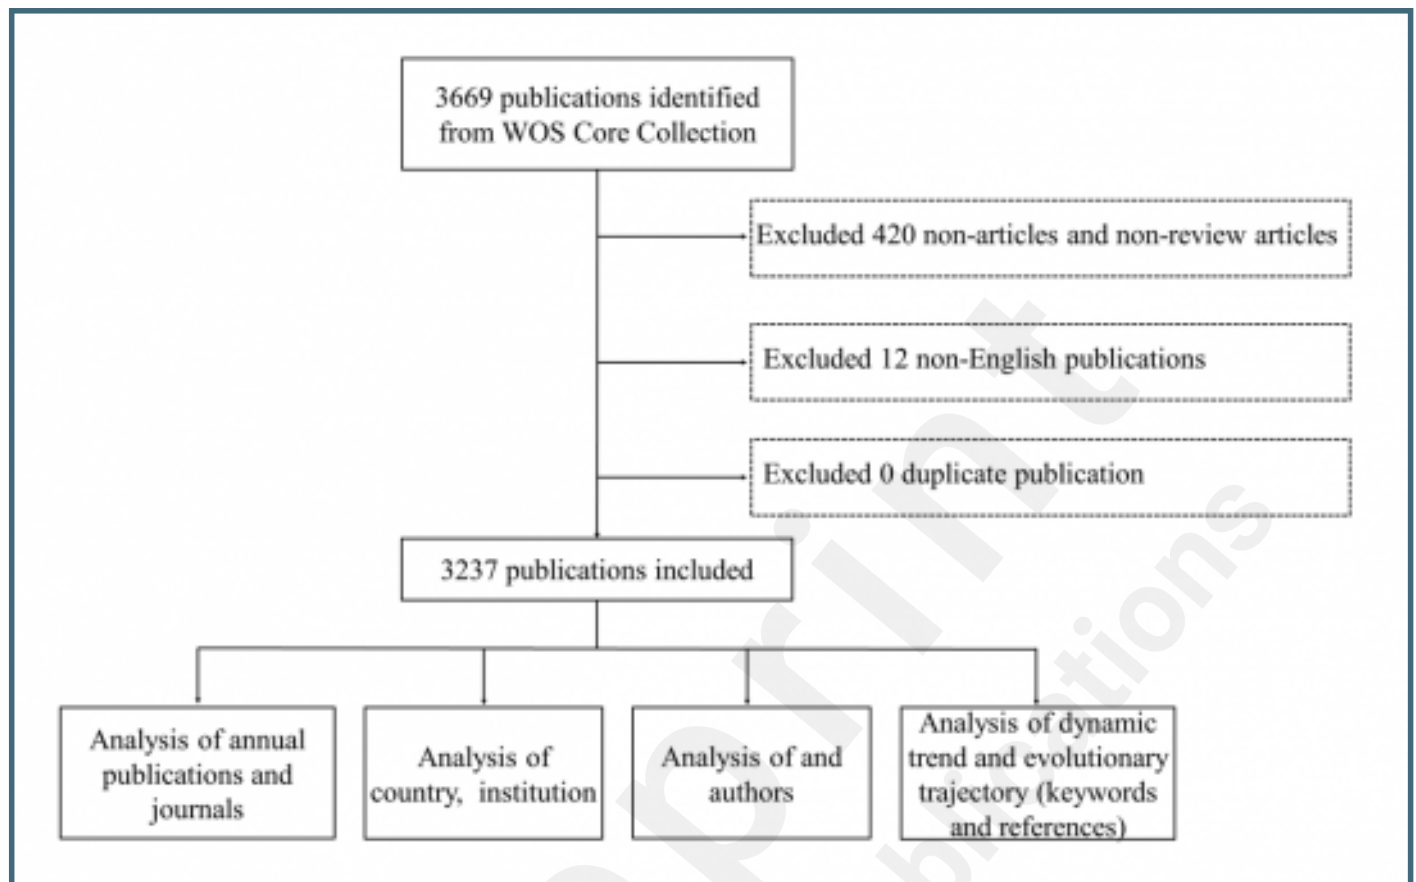 3669 publications identified
from WOS Core Collection
Excluded 420 non-articles and non-review articles
Excluded 12 non-English publications
Excluded 0 duplicate publication
3237 publications included
Analysis of annual
publications and
journals
Analysis of
country, institution
Analysis of and
authors
Analysis of dynamic
trend and evolutionary
trajectory (keywords
and references)
print
blications